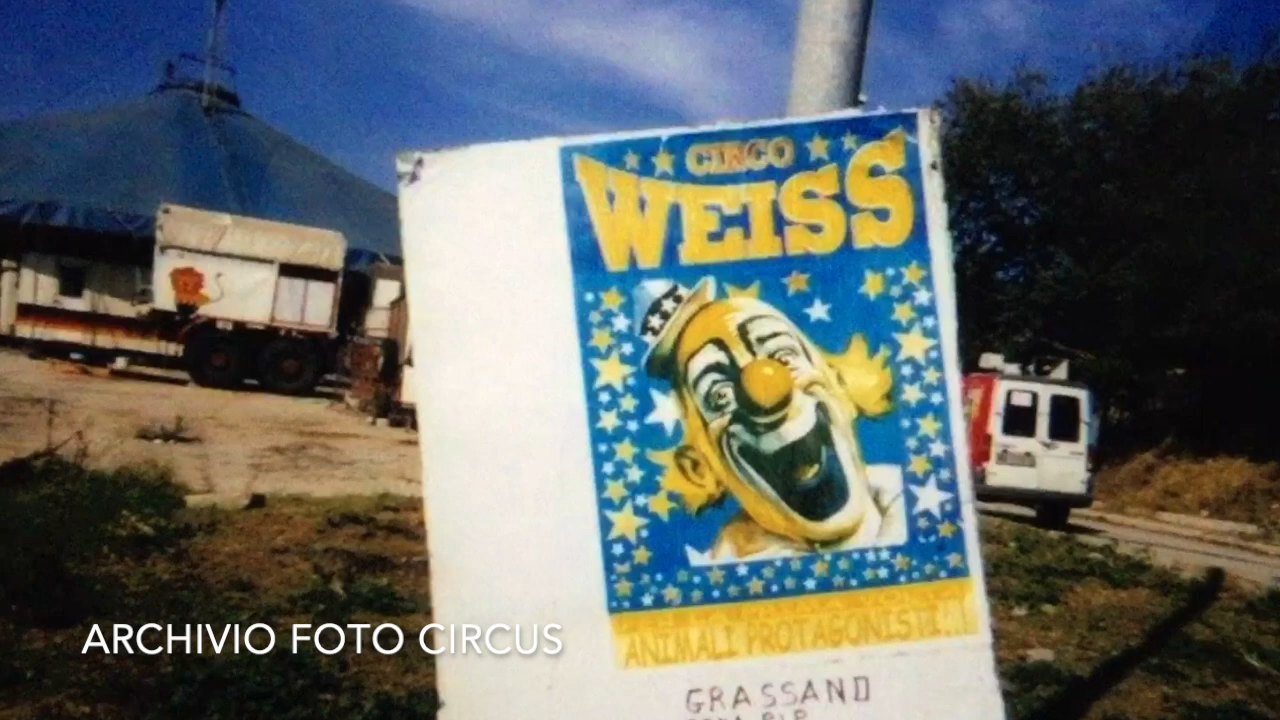 CIRCO
WEISS
ANIMALI PROTAGONISTI...!
GRASSANO
ARCHIVIO FOTO CIRCUS